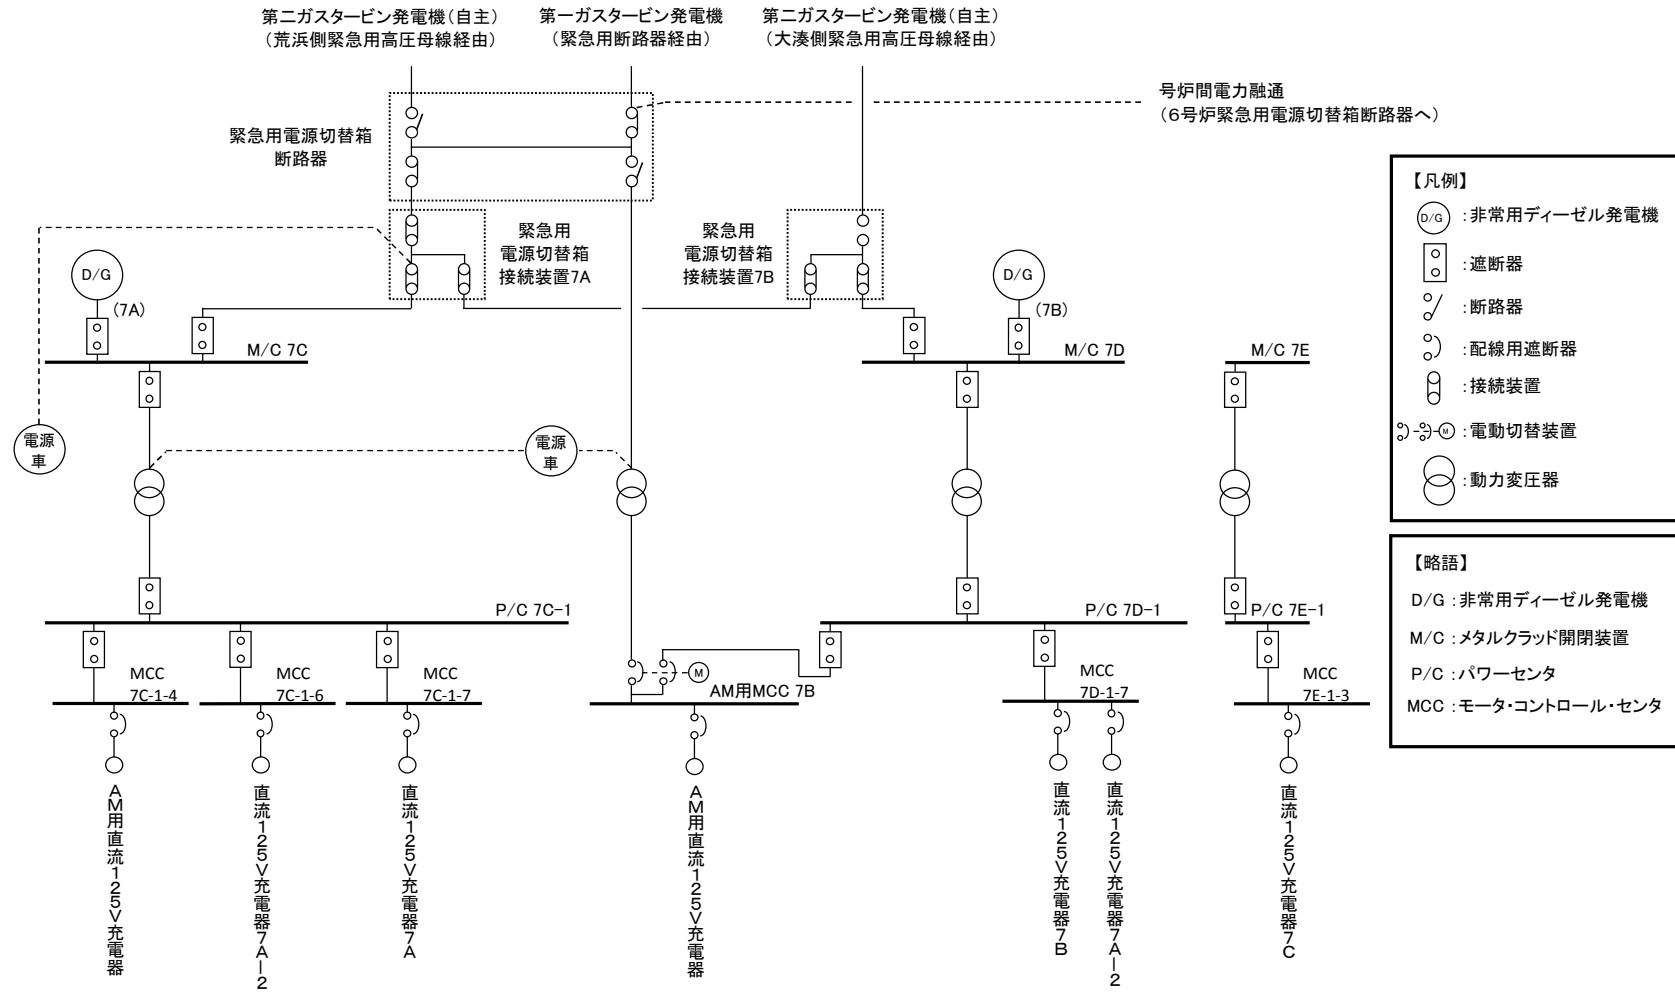 第二ガスタービン発電機(自主)
(荒浜側緊急用高圧母線経由)
第一ガスタービン発電機
(緊急用断路器経由)
第二ガスタービン発電機(自主)
(大湊側緊急用高圧母線経由)
号炉間電力融通
(6号炉緊急用電源切替箱断路器へ)
緊急用電源切替箱
断路器
緊急用
電源切替箱
接続装置7A
緊急用
電源切替箱
接続装置7B
D/G
(7A)
D/G
(7B)
M/C 7C
M/C 7D
M/C 7E
電源
車
電源
車
P/C 7C-1
P/C 7D-1
P/C 7E-1
MCC
7C-1-4
MCC
7C-1-6
MCC
7C-1-7
M
AM用MCC 7B
MCC
7D-1-7
MCC
7E-1-3
AM用直流125V充電器
直流125V充電器7A-2
直流125V充電器7A
AM用直流125V充電器
直流125V充電器7B
直流125V充電器7A-2
直流125V充電器7C
【凡例】
D/G :非常用ディーゼル発電機
:遮断器
:断路器
:配線用遮断器
:接続装置
M :電動切替装置
:動力変圧器
【略語】
D/G :非常用ディーゼル発電機
M/C :メタルクラッド開閉装置
P/C :パワーセンタ
MCC :モータ・コントロール・センタ